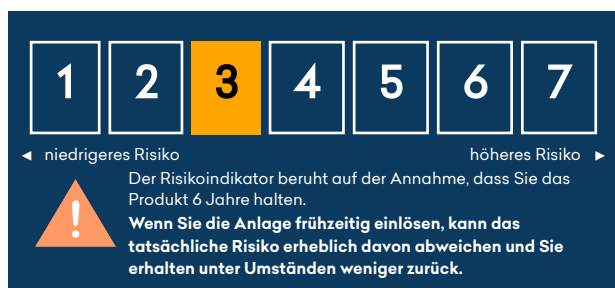 1 2 3 4 5 6 7
◄ niedrigeres Risiko höheres Risiko ►
Der Risikoindikator beruht auf der Annahme, dass Sie das
Produkt 6 Jahre halten.
Wenn Sie die Anlage frühzeitig einlösen, kann das
tatsächliche Risiko erheblich davon abweichen und Sie
erhalten unter Umständen weniger zurück.
!